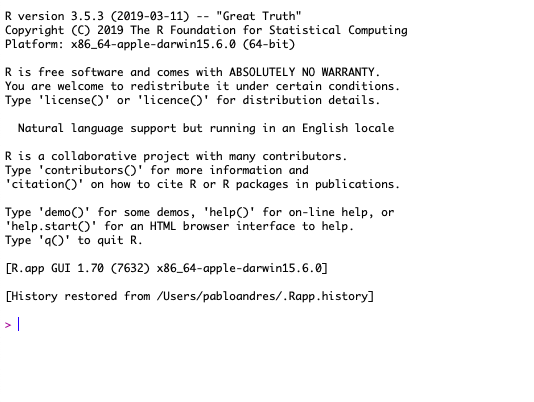 R version 3.5.3 (2019-03-11) -- "Great Truth"
Copyright (C) 2019 The R Foundation for Statistical Computing
Platform: x86_64-apple-darwin15.6.0 (64-bit)
R is free software and comes with ABSOLUTELY NO WARRANTY.
You are welcome to redistribute it under certain conditions.
Type 'license()' or 'licence()' for distribution details.
Natural language support but running in an English locale
R is a collaborative project with many contributors.
Type 'contributors()' for more information and
'citation()' on how to cite R or R packages in publications.
Type 'demo()' for some demos, 'help()' for on-line help, or
'help.start()' for an HTML browser interface to help.
Type 'q()' to quit R.
[R.app GUI 1.70 (7632) x86_64-apple-darwin15.6.0]
[History restored from /Users/pabloandres/.Rapp.history]
>